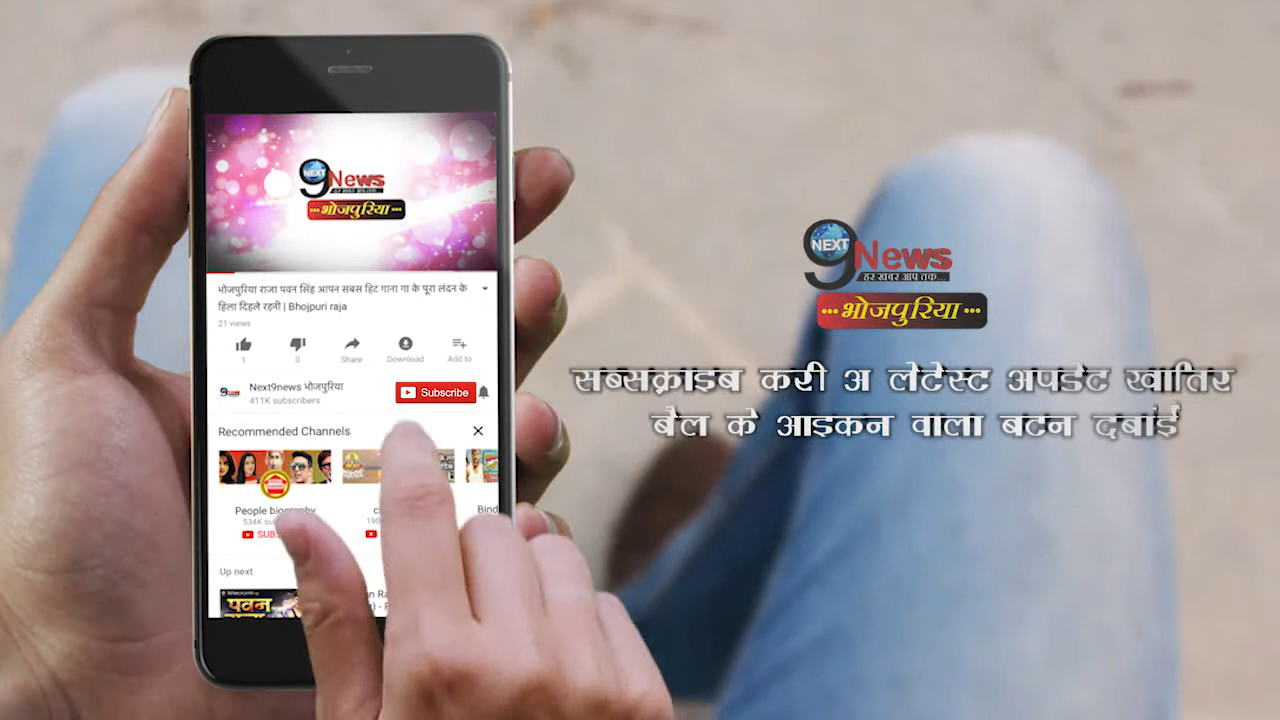 NEXT
9News
हर खबर आप तक...
···भोजपुरिया···
भोजपुरिया राजा पवन सिंह आपन सबस हिट गाना गा के पूरा लंदन के
हिला दिहले रहनी | Bhojpuri raja
21 views
1
0
Share
Download
Add to
Next9news भोजपुरिया
411K subscribers
Subscribe
Recommended Channels
People biography
534K
SUBS
Bind
Up next
पवन
NEXT
9News
हर खबर आप तक...
···भोजपुरिया···
सब्सक्राइब करी अ लेटेस्ट अपडेट खातिर
बैल के आइकन वाला बटन दबांई